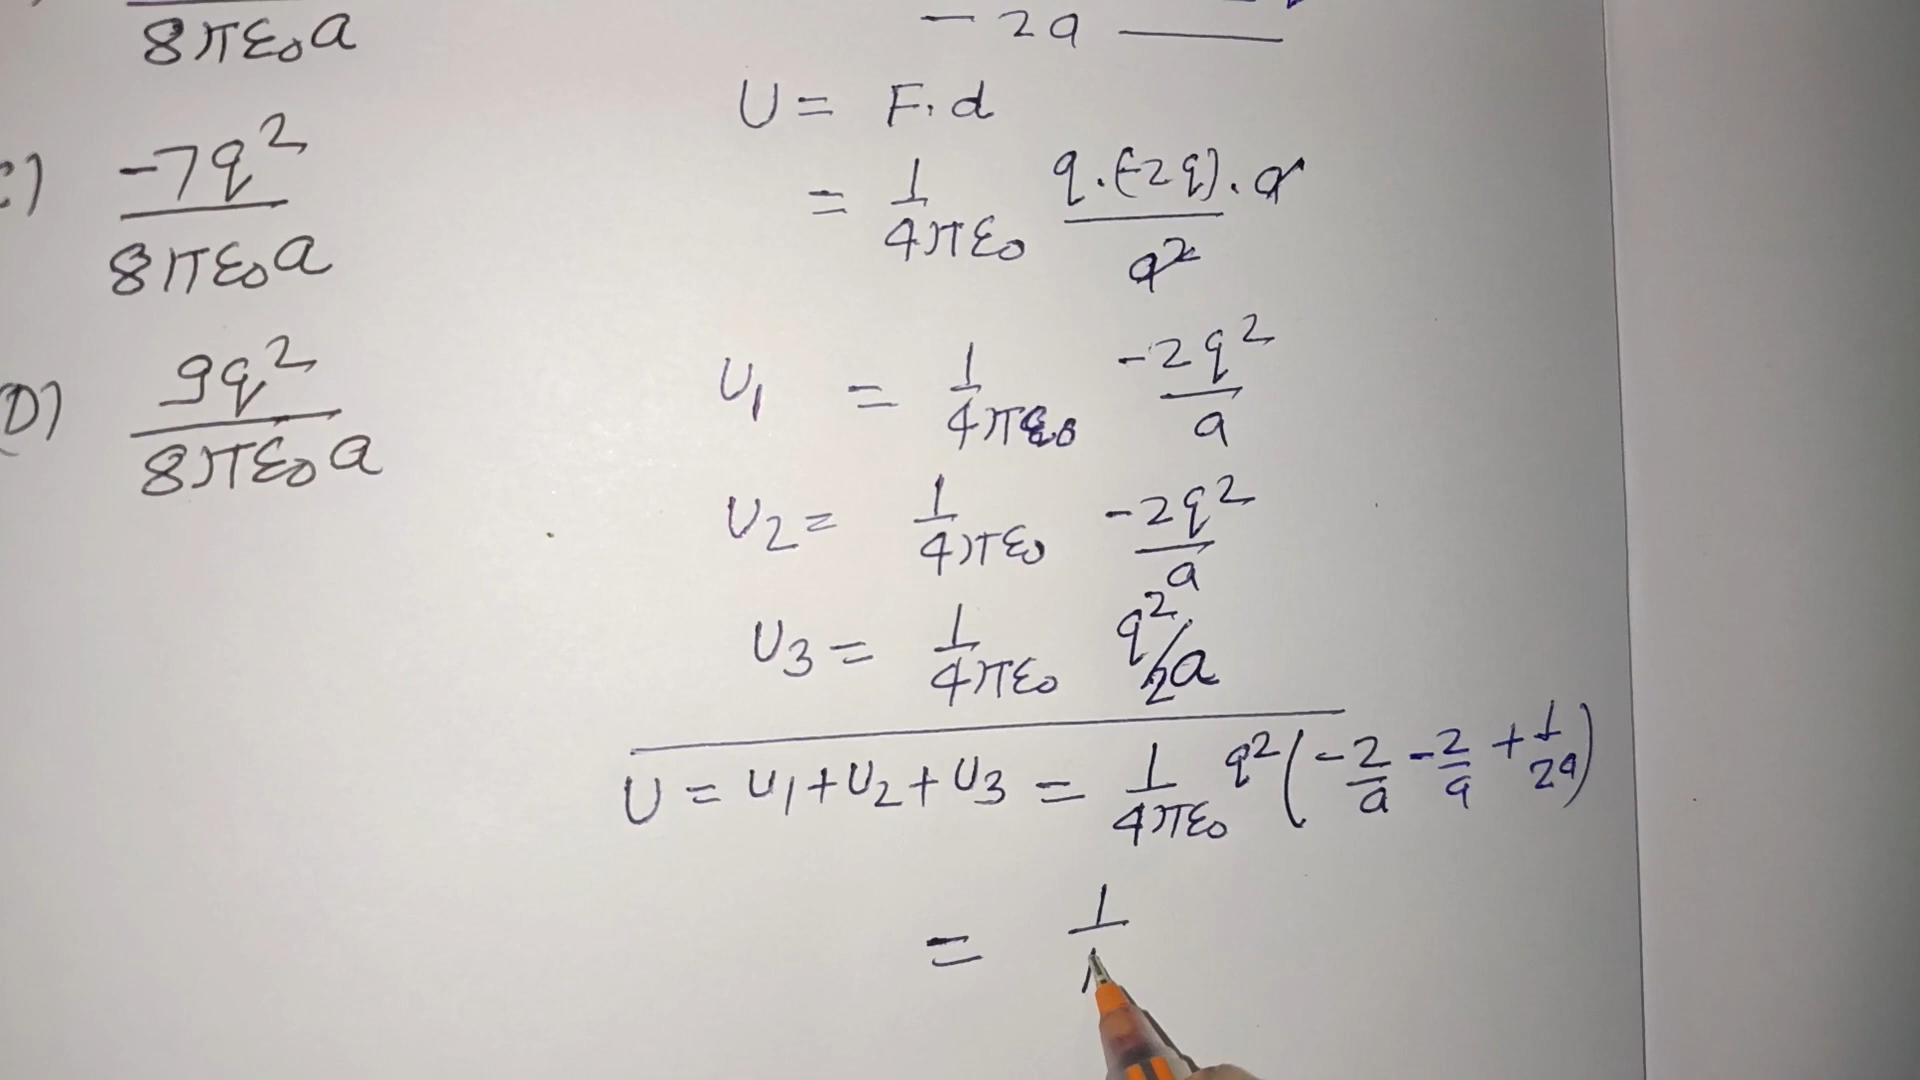 8πε₀a
C) -7q²
8πε₀a
D) 9q²
8πε₀a
- 2a
U = F.d
= 1/4πε₀ q.(-2q).a/a²
U₁ = 1/4πε₀ -2q²/a
U₂ = 1/4πε₀ -2q²/a
U₃ = 1/4πε₀ q²/2a
U = U₁+U₂+U₃ = 1/4πε₀ q²(-2/a -2/a +1/2a)
= 1